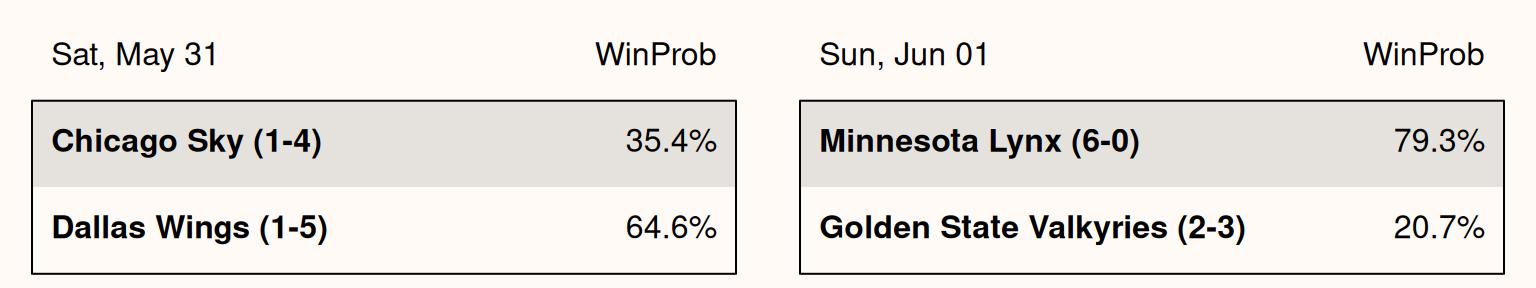 Sat, May 31 WinProb
Chicago Sky (1-4) 35.4%
Dallas Wings (1-5) 64.6%
Sun, Jun 01 WinProb
Minnesota Lynx (6-0) 79.3%
Golden State Valkyries (2-3) 20.7%